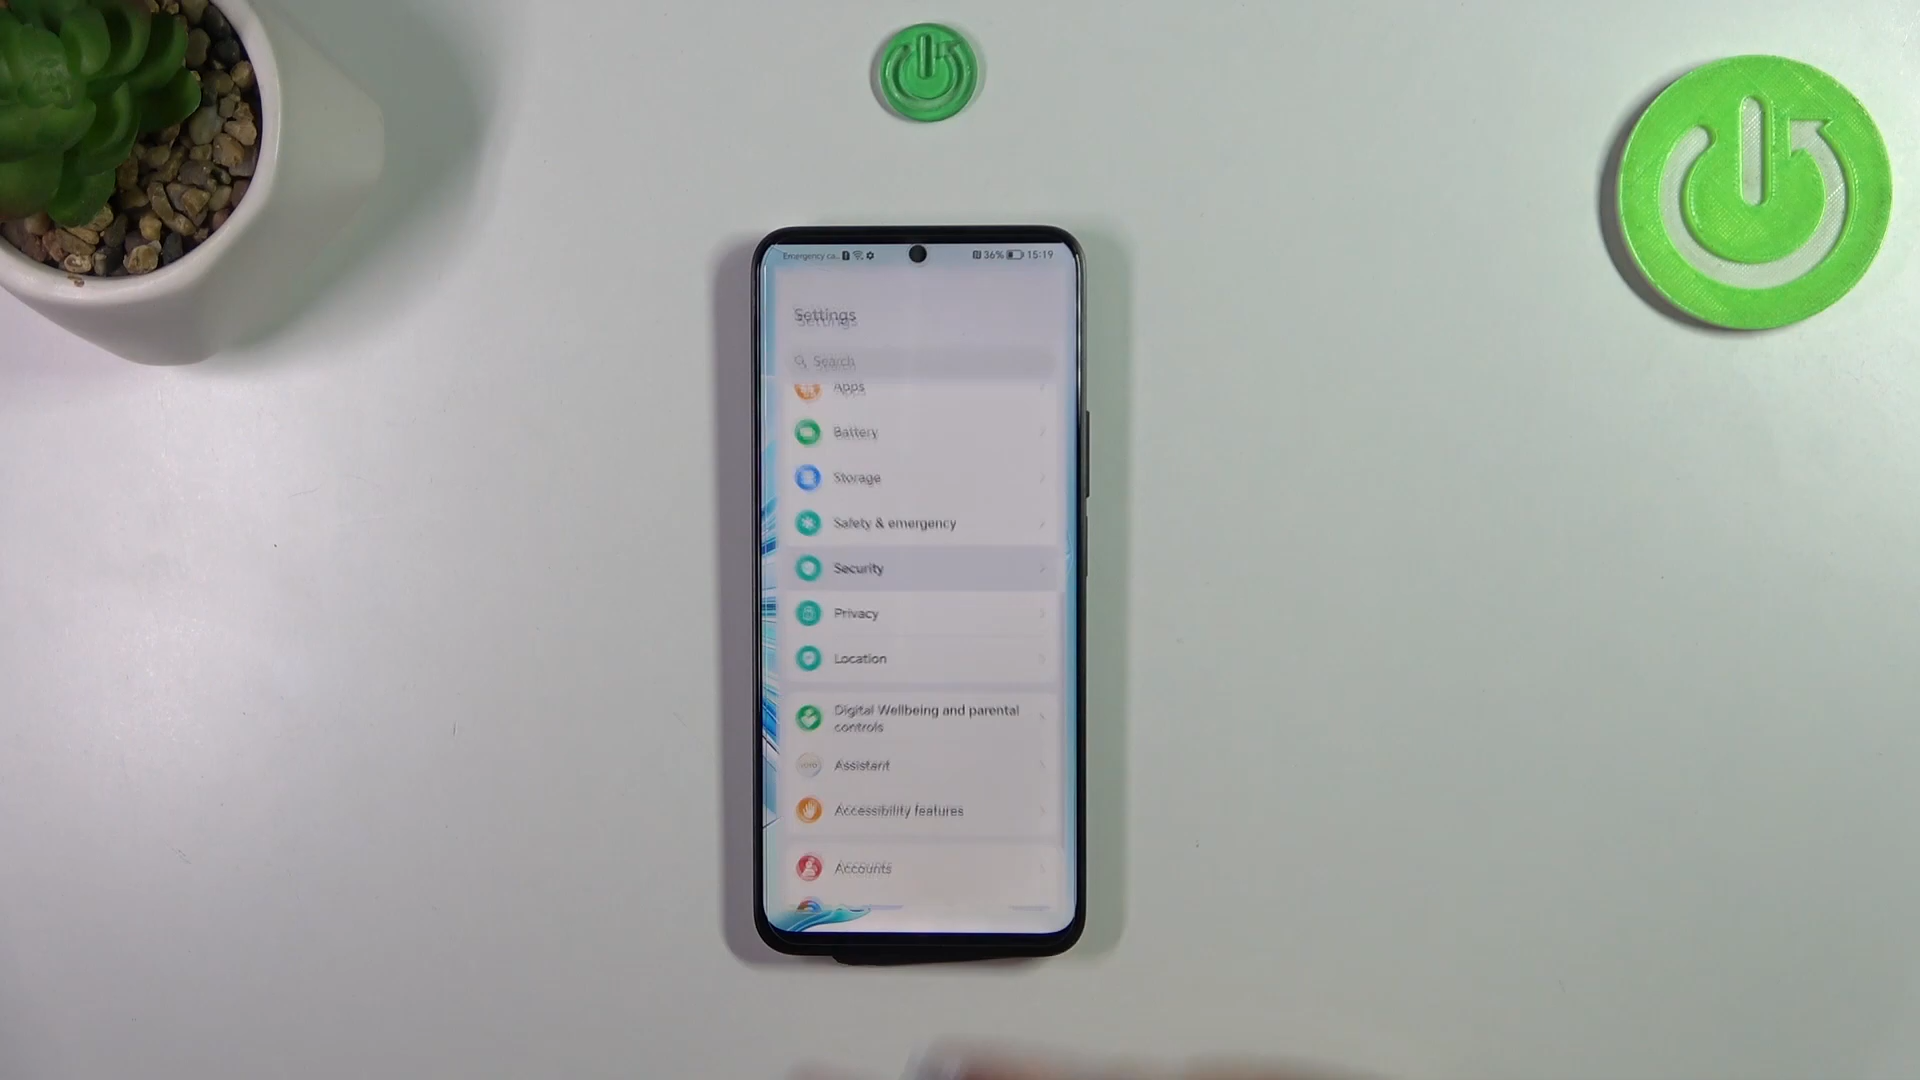 Emergency ca.. 36% 15:19
Settings
Search
Apps
Battery
Storage
Safety & emergency
Security
Privacy
Location
Digital Wellbeing and parental
controls
Assistant
Accessibility features
Accounts